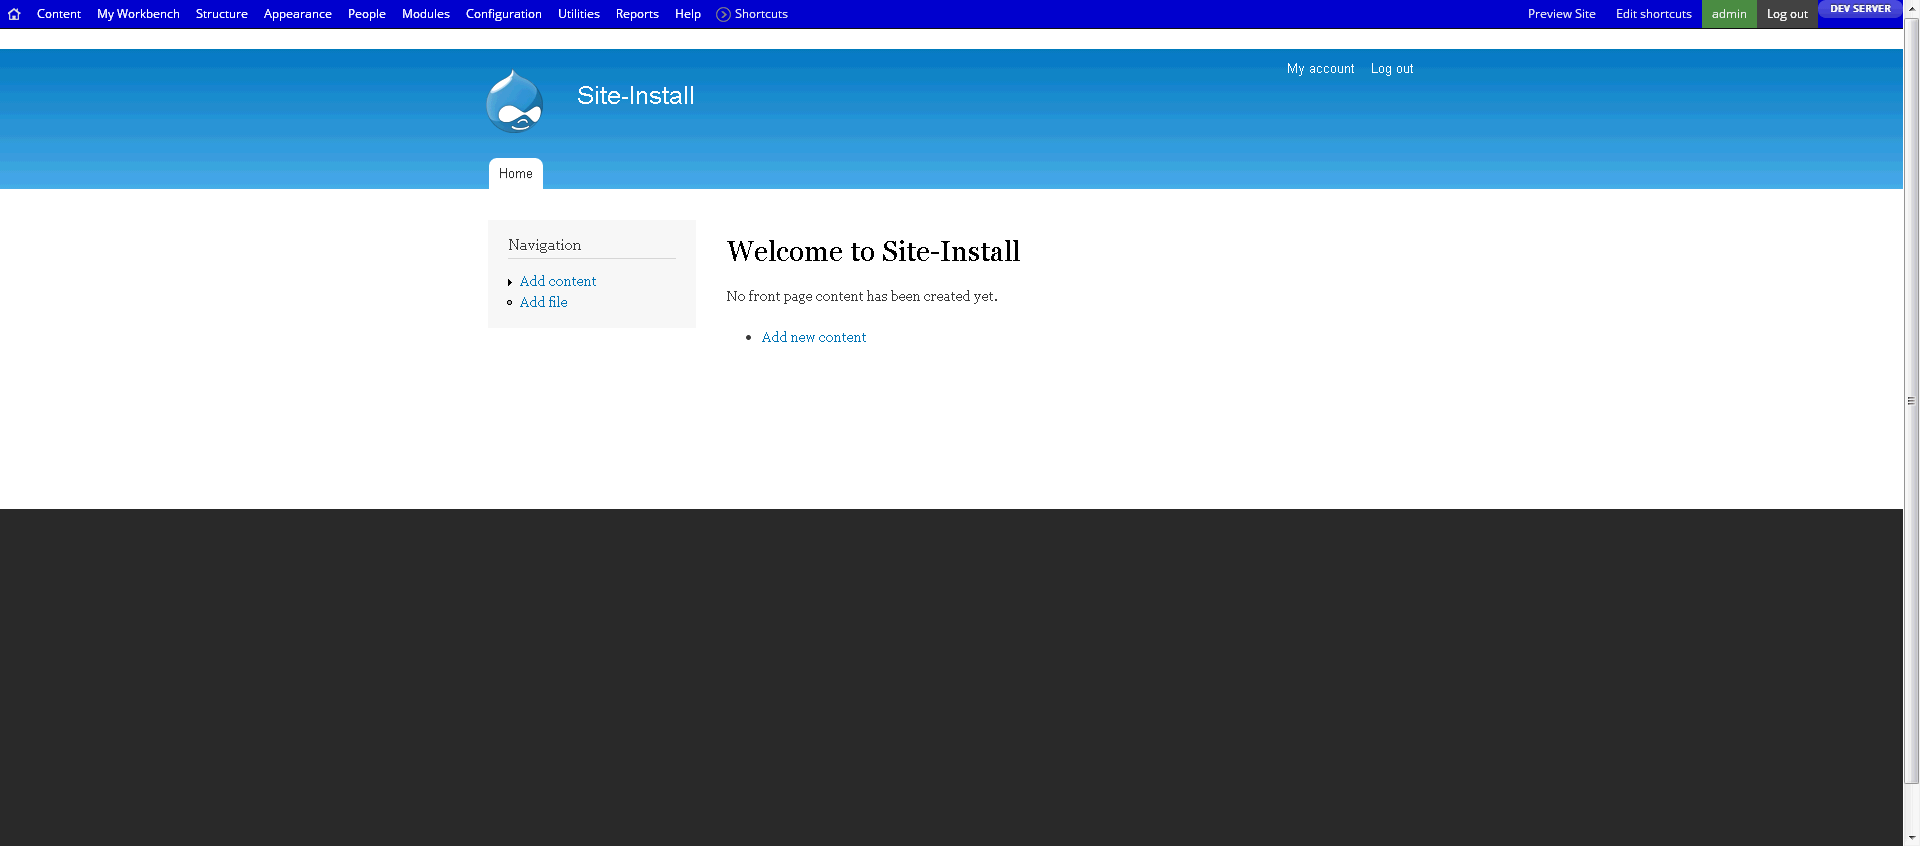 Content My Workbench Structure Appearance People Modules Configuration Utilities Reports Help Shortcuts Preview Site Edit shortcuts admin Log out DEV SERVER
My account Log out
Site-Install
Home
Navigation
Add content
Add file
Welcome to Site-Install
No front page content has been created yet.
Add new content